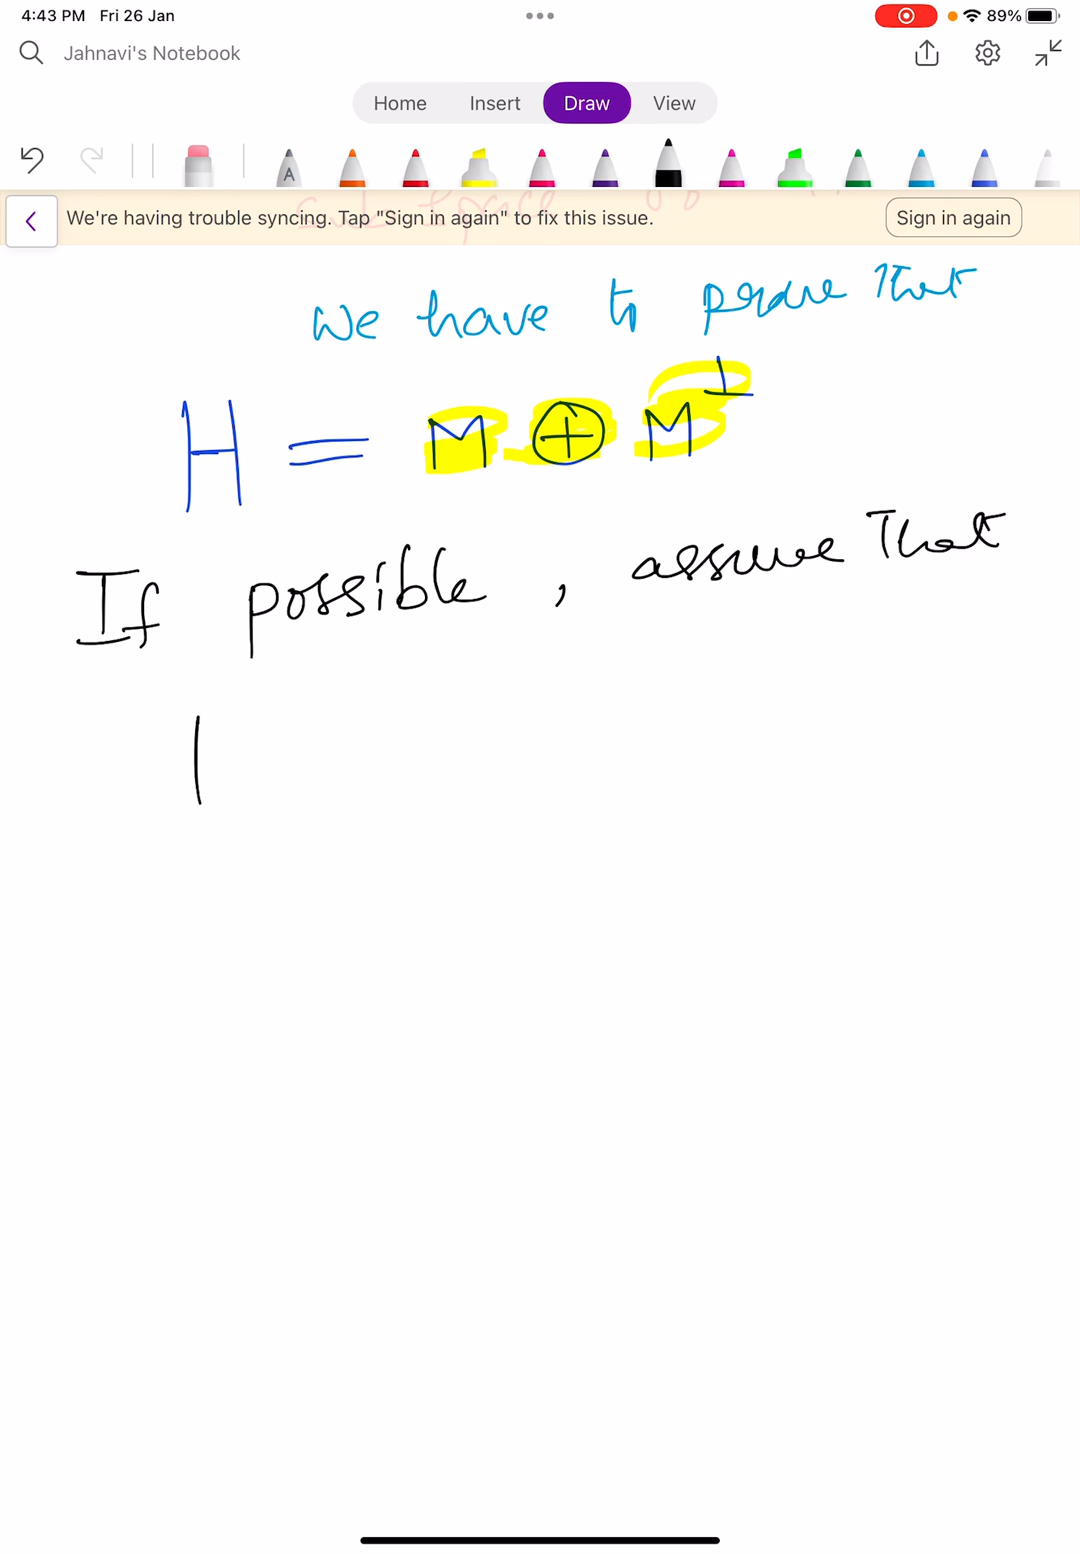 4:43 PM Fri 26 Jan 89%
Jahnavi's Notebook
Home Insert Draw View
A
We're having trouble syncing. Tap "Sign in again" to fix this issue. Sign in again
We have to prove That
H = M ⊕ M⊥
If possible, assume That